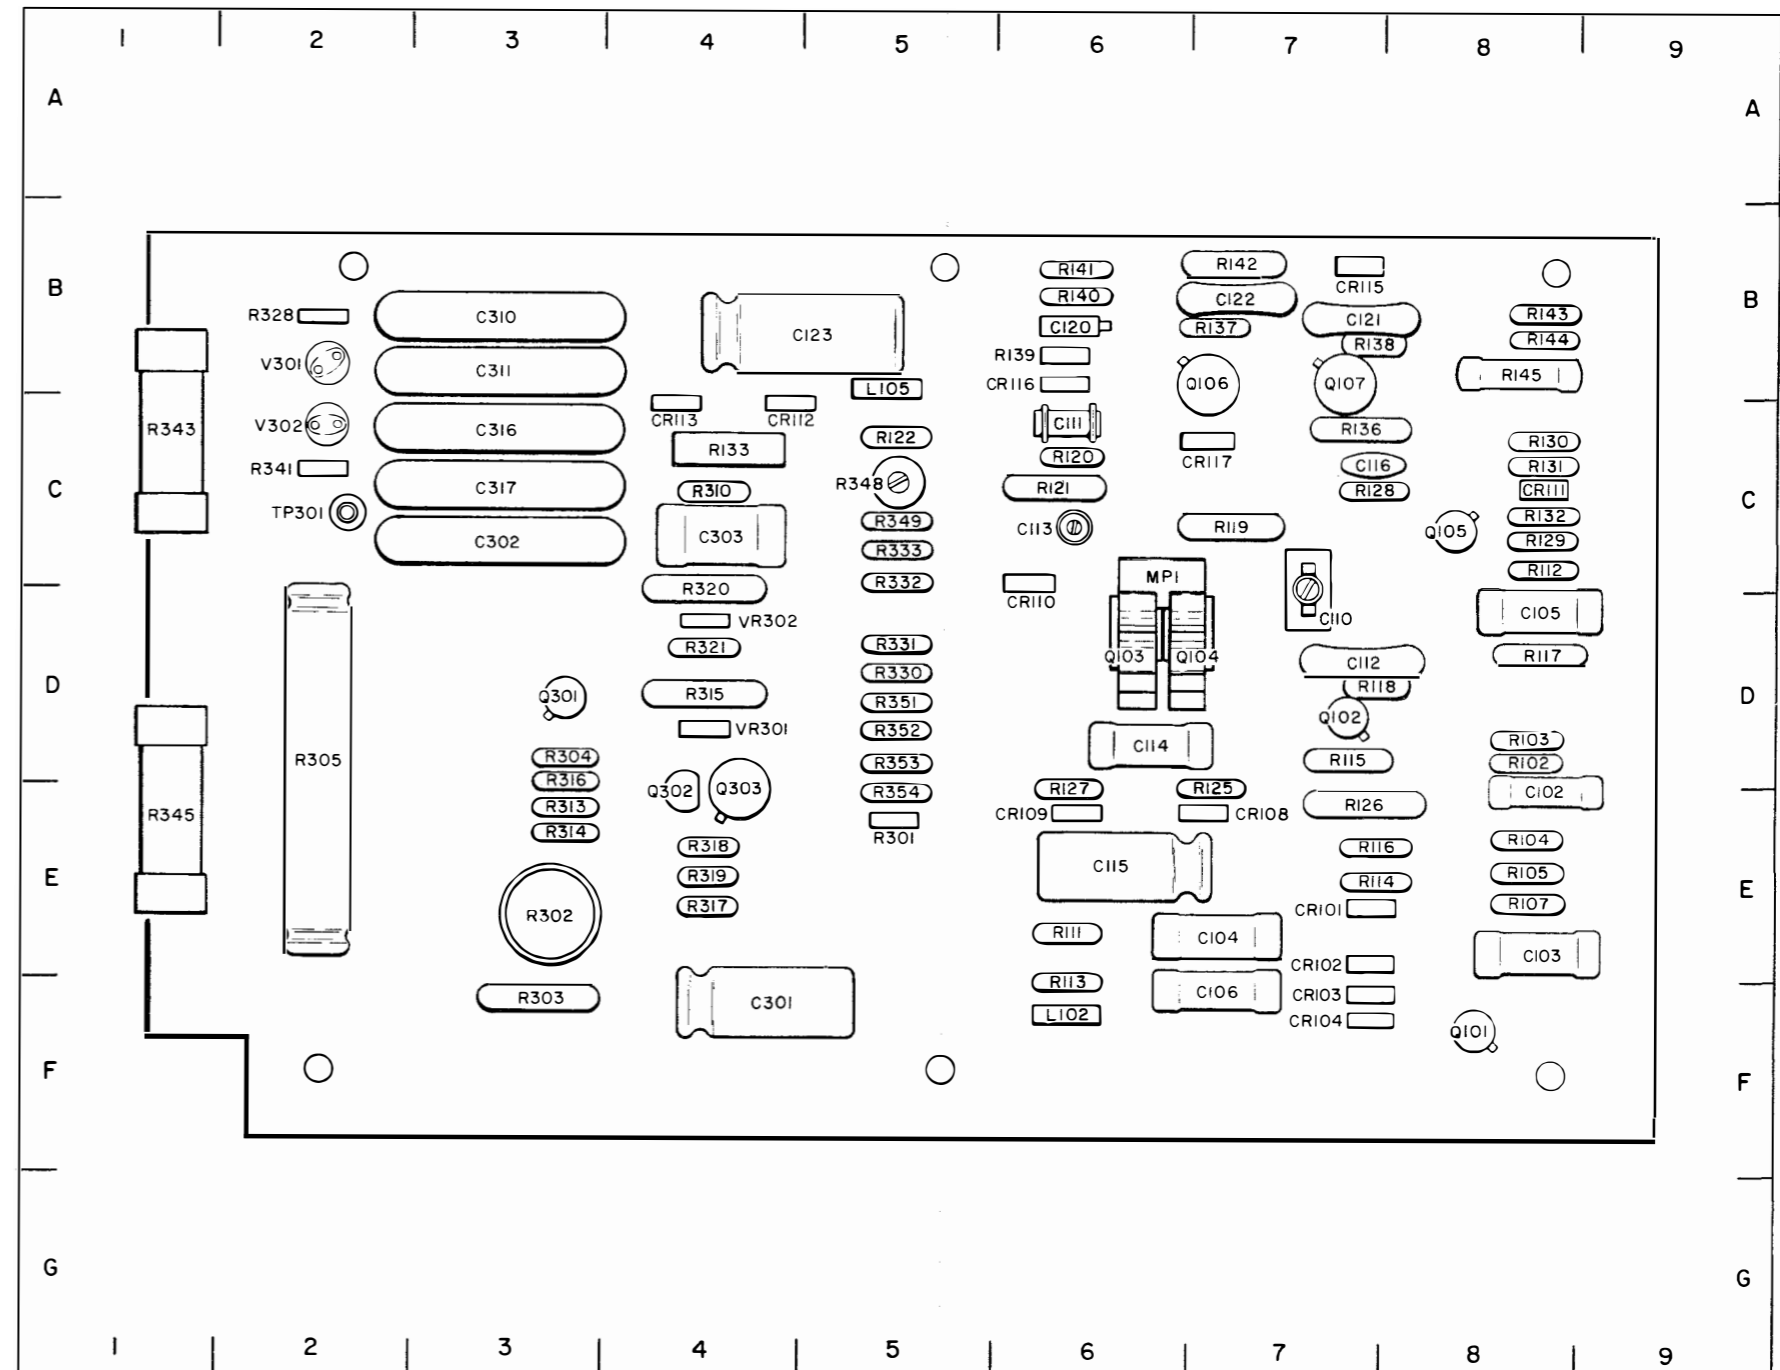 1 2 3 4 5 6 7 8 9
A A
B B
R141 R142
CR115
R140 C122
R328 C310 C123 C120 R137 C121 R143
R138 R144
V301 C311 R139 Q106 Q107 R145
L105 CR116
CR113 CR112
R343 V302 C316 R133 R122 C111 R136 R130
R341 R120 CR117 C116 R131
C C
C317 R310 R348 R121 R128 CR111
TP301 C302 C303 R349 C113 R119 Q105 R132
R333 R129
R320 R332 CR110 MP1 R112
VR302 C110 C105
R321 R331 Q103 Q104 C112 R117
D D
Q301 R315 R330 R118
R351 Q102
VR301 R352 C114 R103
R305 R304 R353 R115 R102
R316 Q302 Q303 R354 R127 R125 C102
R345 R313 CR109 CR108 R126
R314 R318 R301 R116 R104
E E
R319 C115 R114 R105
R302 R317 CR101 R107
R111 C104
CR102 C103
R303 C301 R113 C106 CR103
L102 CR104 Q101
F F
G G
1 2 3 4 5 6 7 8 9